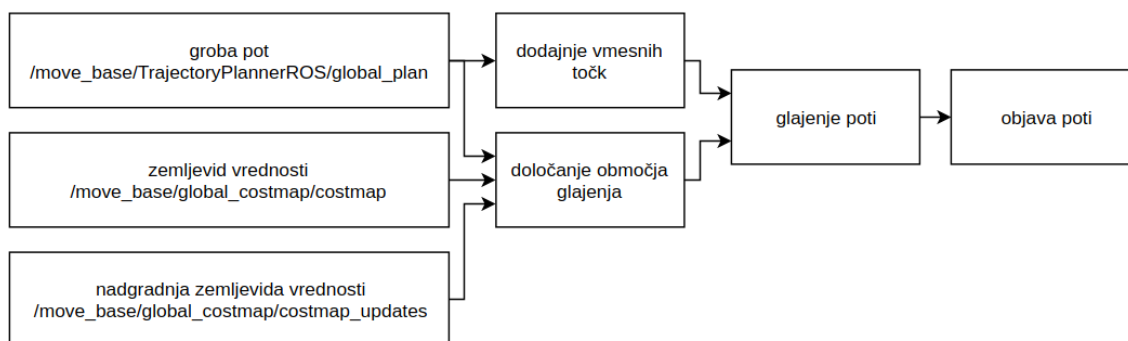 groba pot
/move_base/TrajectoryPlannerROS/global_plan
dodajnje vmesnih
točk
glajenje poti
objava poti
zemljevid vrednosti
/move_base/global_costmap/costmap
določanje območja
glajenja
nadgradnja zemljevida vrednosti
/move_base/global_costmap/costmap_updates